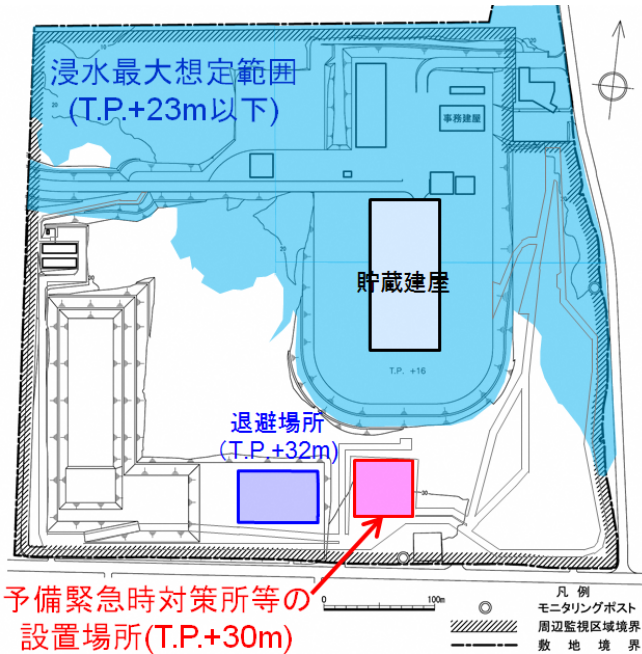 浸水最大想定範囲
(T.P.+23m以下)
事務建屋
貯蔵建屋
T.P. +16
退避場所
(T.P.+32m)
予備緊急時対策所等の
設置場所(T.P.+30m)
0 100m
凡例
モニタリングポスト
周辺監視区域境界
敷地境界